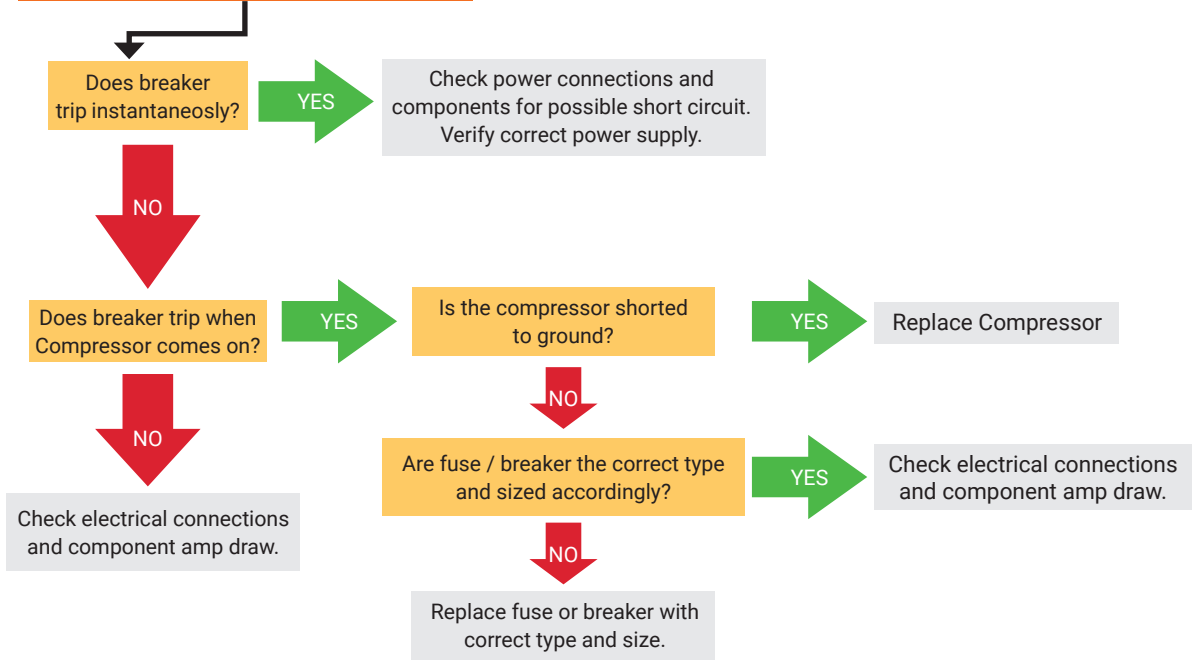 Does breaker
trip instantaneosly?
YES
Check power connections and
components for possible short circuit.
Verify correct power supply.
NO
Does breaker trip when
Compressor comes on?
YES
Is the compressor shorted
to ground?
YES
Replace Compressor
NO
NO
Are fuse / breaker the correct type
and sized accordingly?
YES
Check electrical connections
and component amp draw.
Check electrical connections
and component amp draw.
NO
Replace fuse or breaker with
correct type and size.